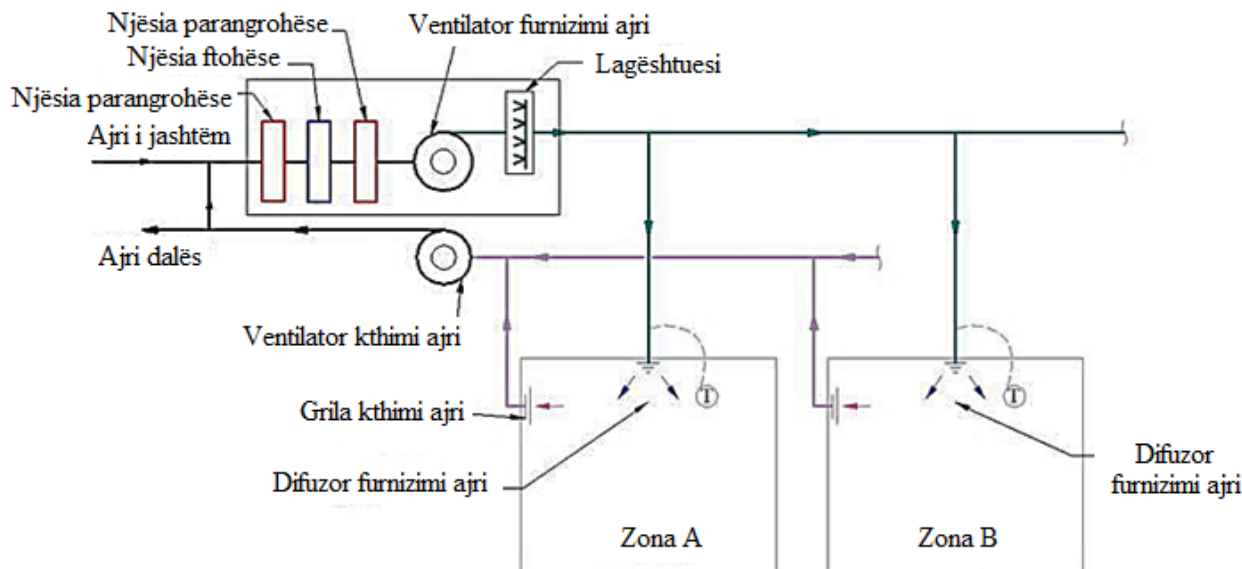 Njësia parangrohëse
Ventilator furnizimi ajri
Njësia ftohëse
Lagështuesi
Njësia parangrohëse
Ajri i jashtëm
Ajri dalës
Ventilator kthimi ajri
T
T
Grila kthimi ajri
Difuzor furnizimi ajri
Difuzor
furnizimi ajri
Zona A
Zona B